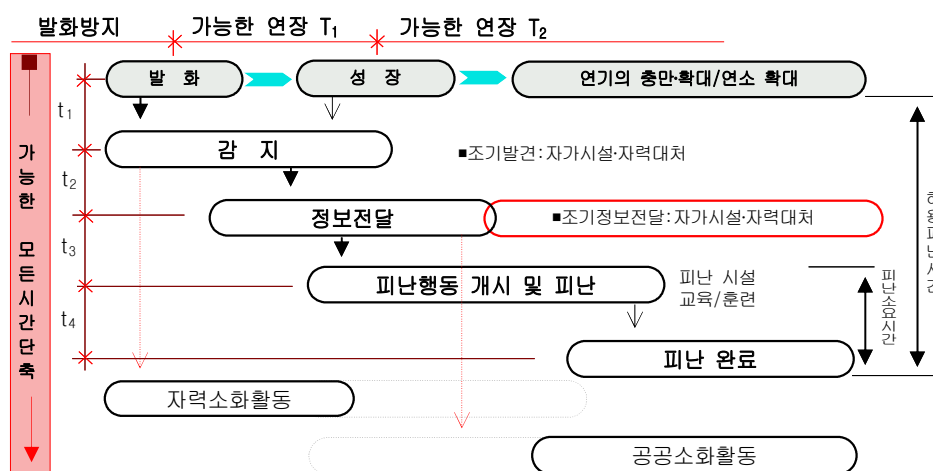 발화방지
가능한 연장 T₁
가능한 연장 T₂
발 화
성 장
연기의 충만·확대/연소 확대
t₁
감 지
■조기발견:자가시설·자력대처
t₂
정보전달
■조기정보전달:자가시설·자력대처
t₃
피난행동 개시 및 피난
피난 시설
교육/훈련
t₄
피난 완료
자력소화활동
공공소화활동
가능한 모든시간단축
피난소요시간